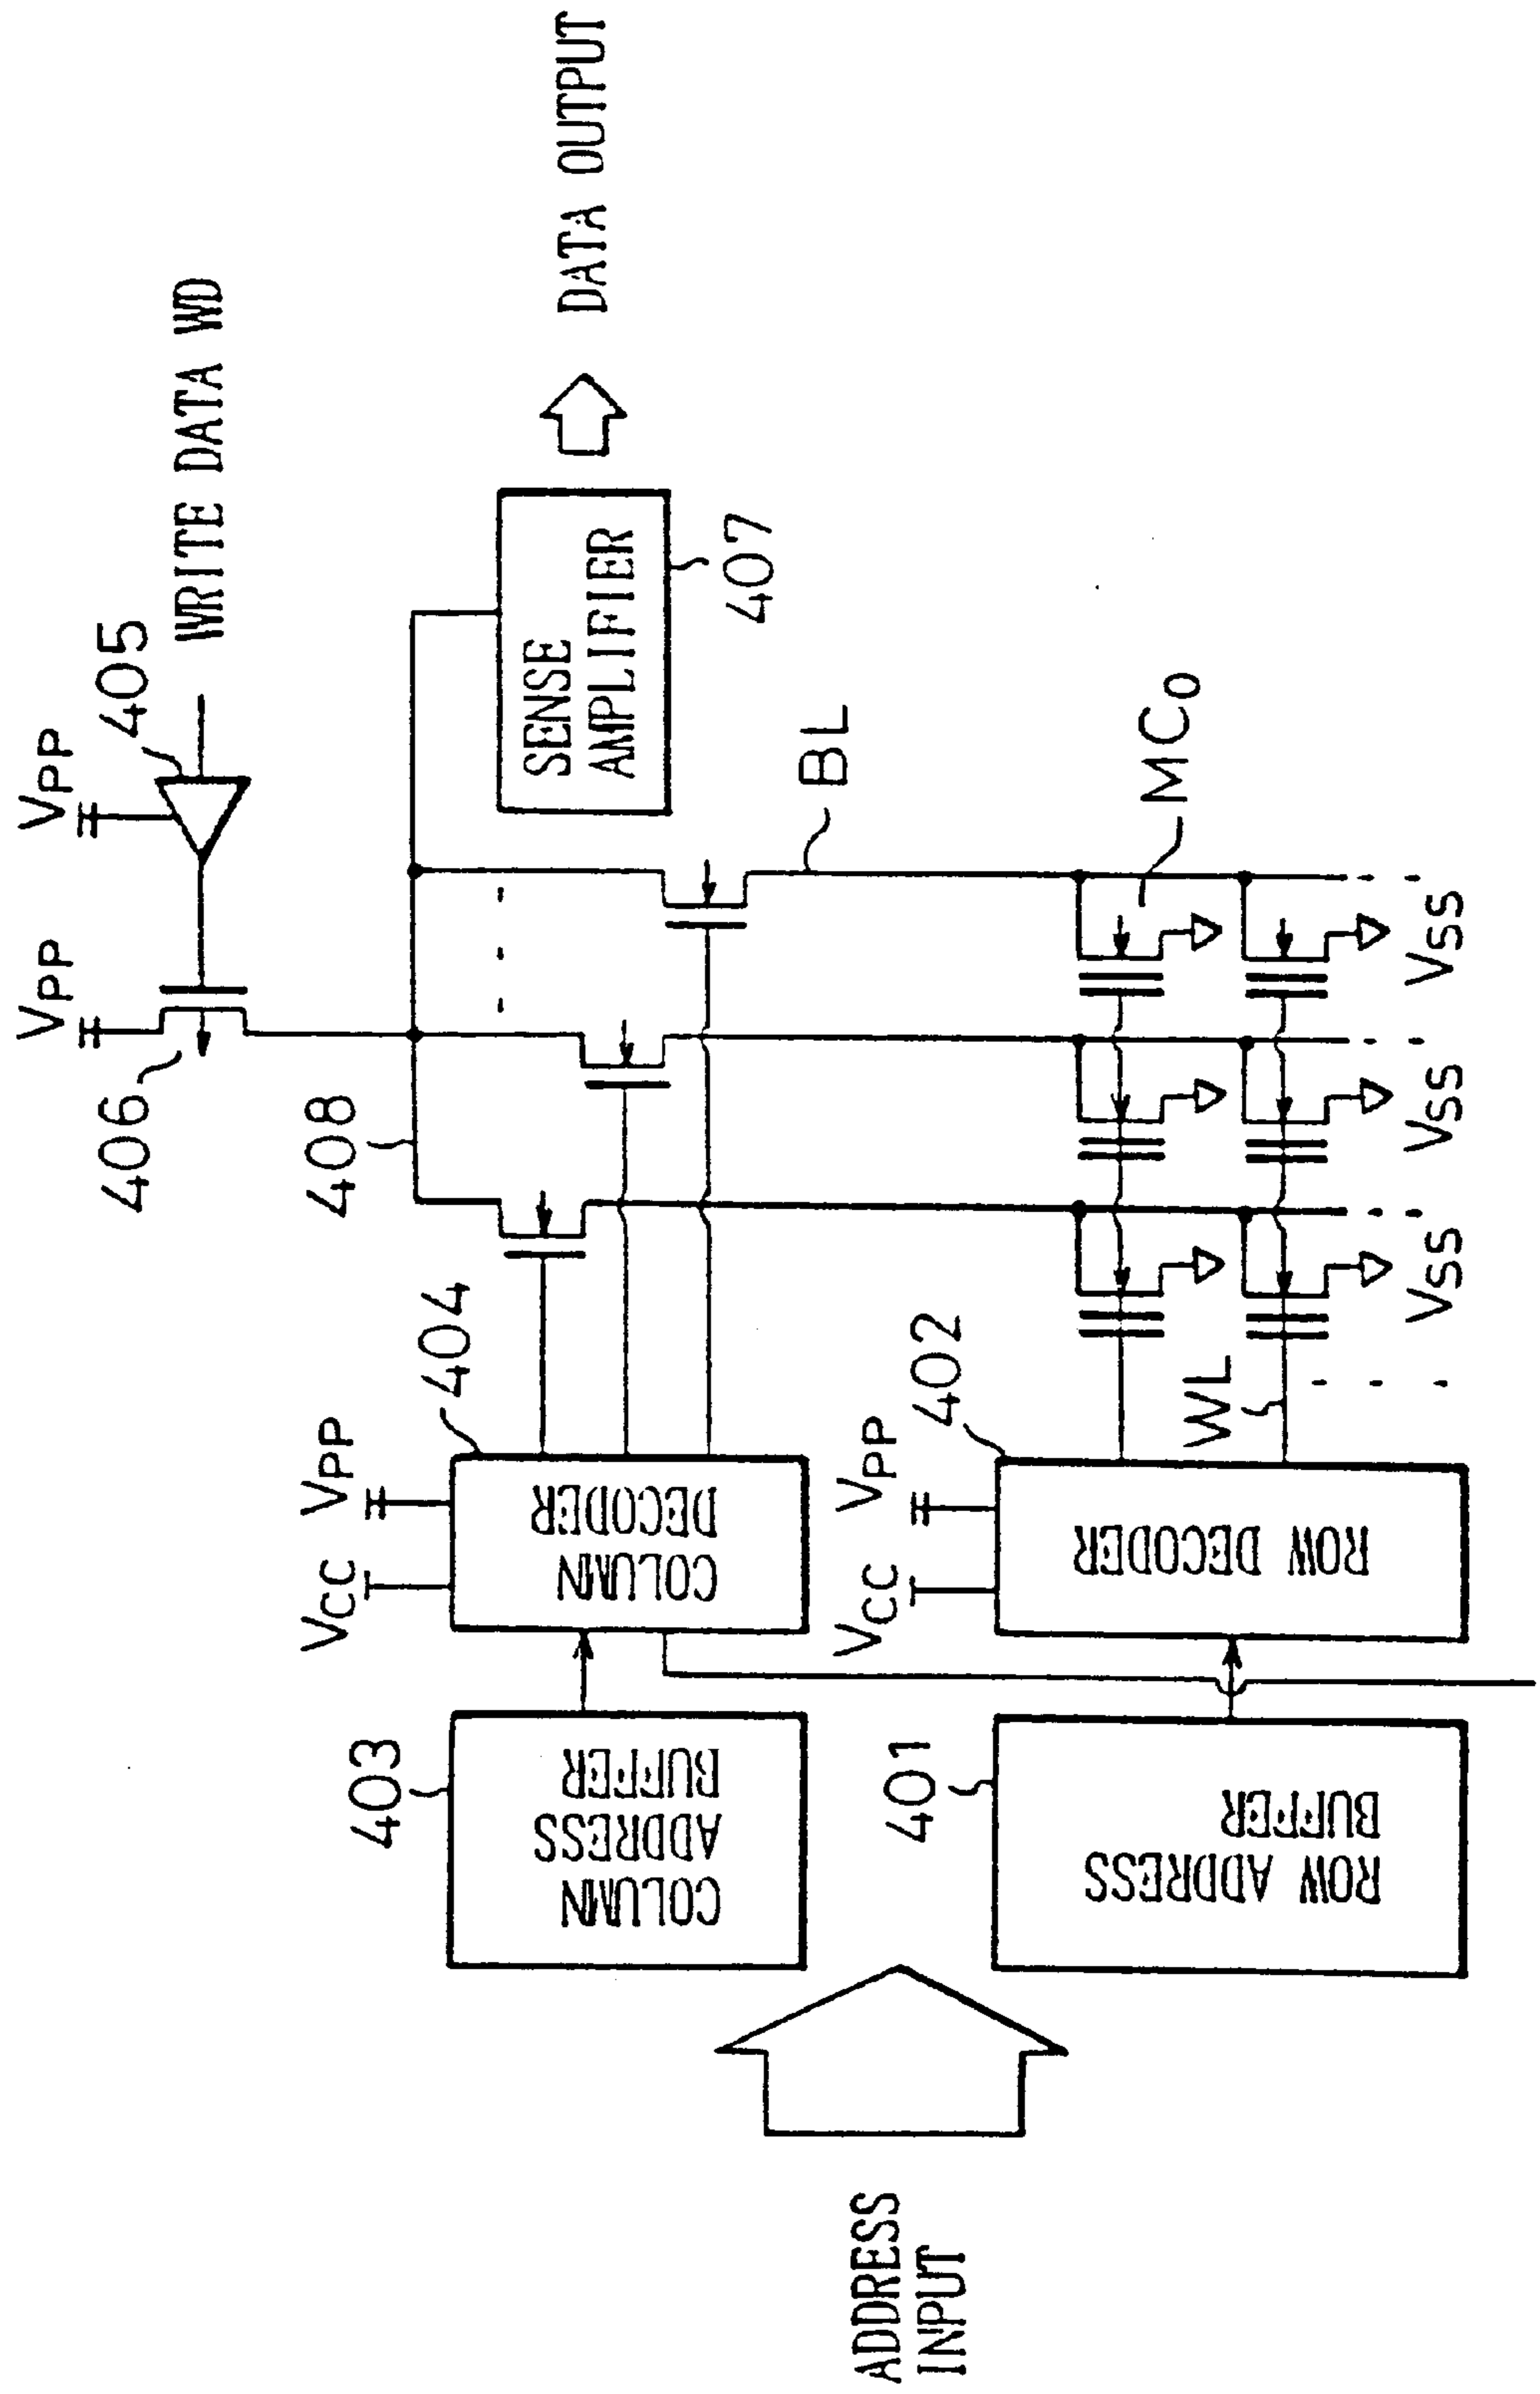 WRITE DATA WD
VPP
VPP
405
406
DATA OUTPUT
408
SENSE
AMPLIFIER
407
404
VCC
VPP
COLUMN
DECODER
403
COLUMN
ADDRESS
BUFFER
BL
MC0
402
VCC
VPP
ROW DECODER
401
ROW ADDRESS
BUFFER
WL
VSS
VSS
VSS
ADDRESS
INPUT